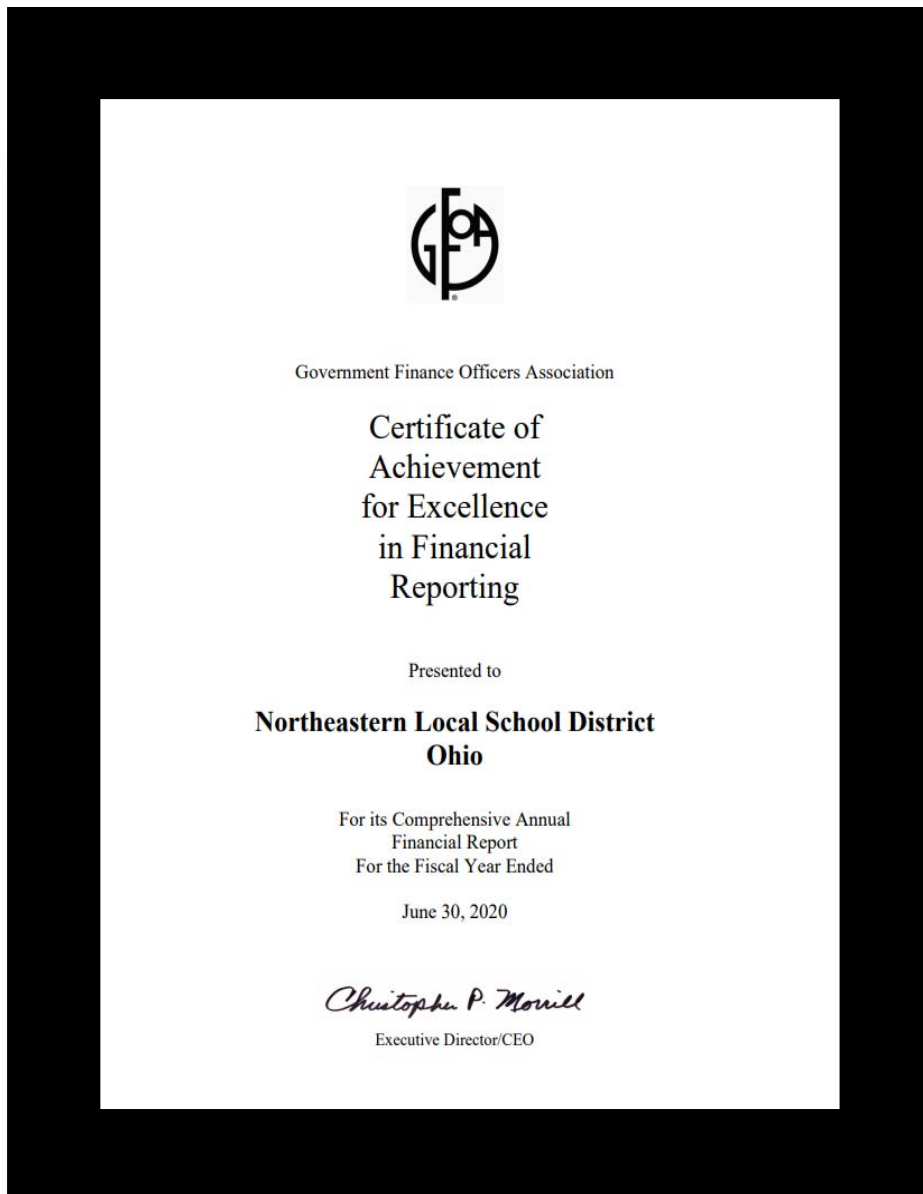 GFOA
Government Finance Officers Association
Certificate of
Achievement
for Excellence
in Financial
Reporting
Presented to
Northeastern Local School District
Ohio
For its Comprehensive Annual
Financial Report
For the Fiscal Year Ended
June 30, 2020
Christopher P. Morrill
Executive Director/CEO